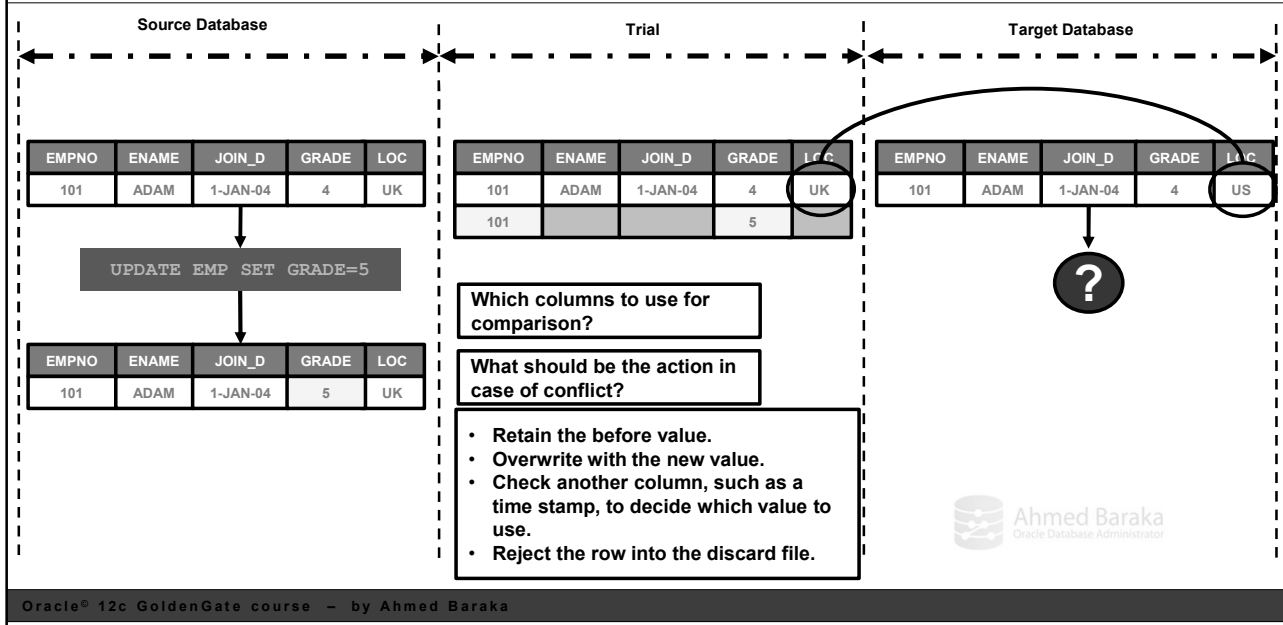 Source Database
Trial
Target Database
EMPNO ENAME JOIN_D GRADE LOC
101 ADAM 1-JAN-04 4 UK
UPDATE EMP SET GRADE=5
EMPNO ENAME JOIN_D GRADE LOC
101 ADAM 1-JAN-04 5 UK
EMPNO ENAME JOIN_D GRADE LOC
101 ADAM 1-JAN-04 4 UK
101 5
Which columns to use for
comparison?
What should be the action in
case of conflict?
• Retain the before value.
• Overwrite with the new value.
• Check another column, such as a
time stamp, to decide which value to
use.
• Reject the row into the discard file.
EMPNO ENAME JOIN_D GRADE LOC
101 ADAM 1-JAN-04 4 US
?
Ahmed Baraka
Oracle Database Administrator
Oracle© 12c GoldenGate course – by Ahmed Baraka